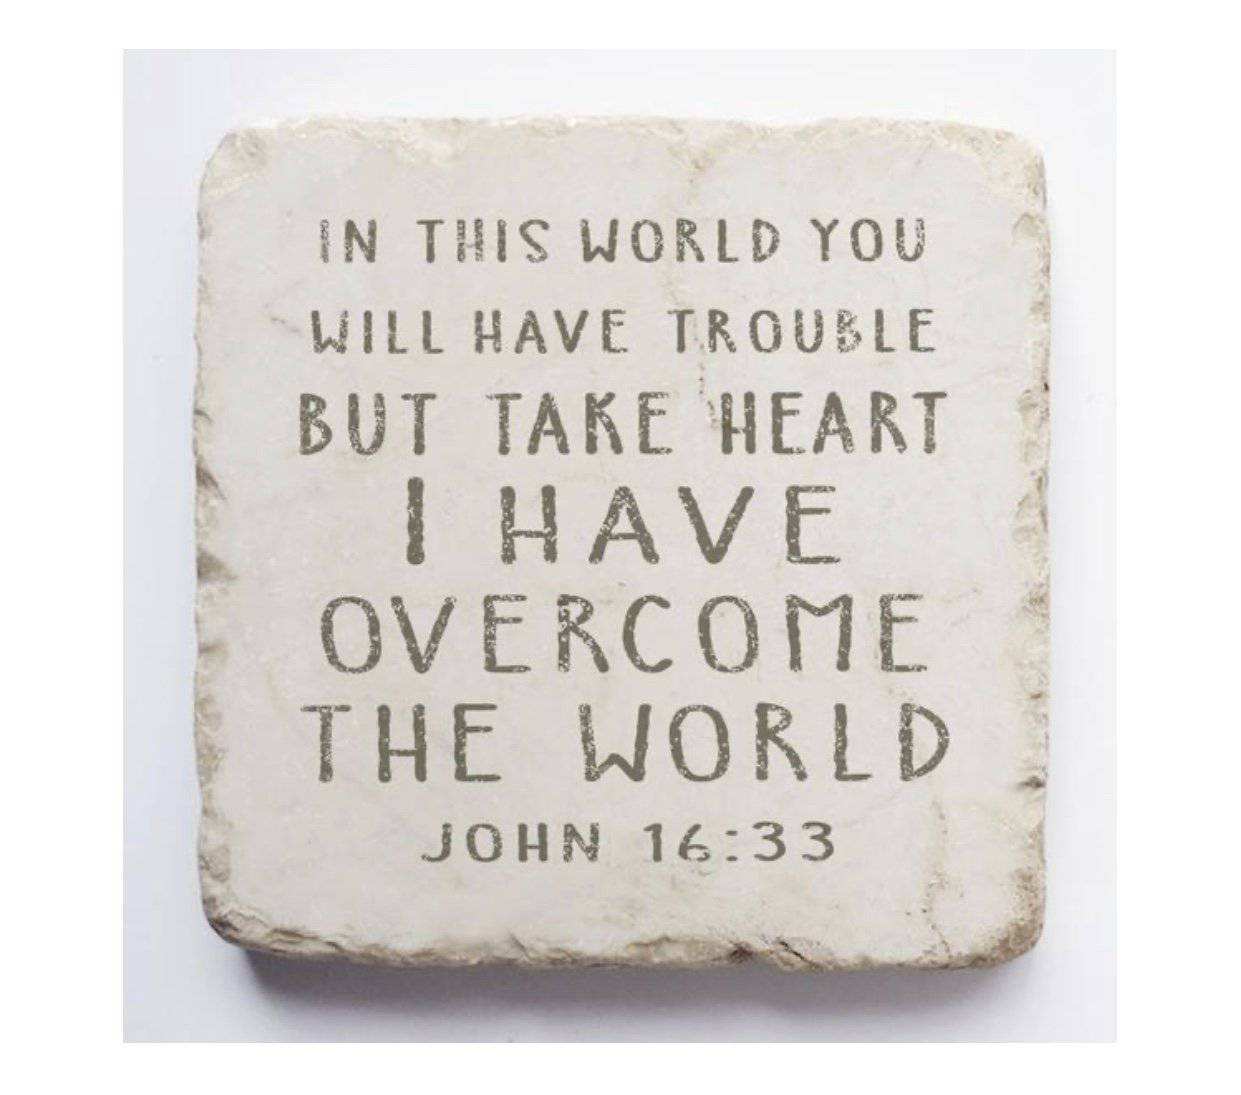 IN THIS WORLD YOU
WILL HAVE TROUBLE
BUT TAKE HEART
I HAVE
OVERCOME
THE WORLD
JOHN 16:33